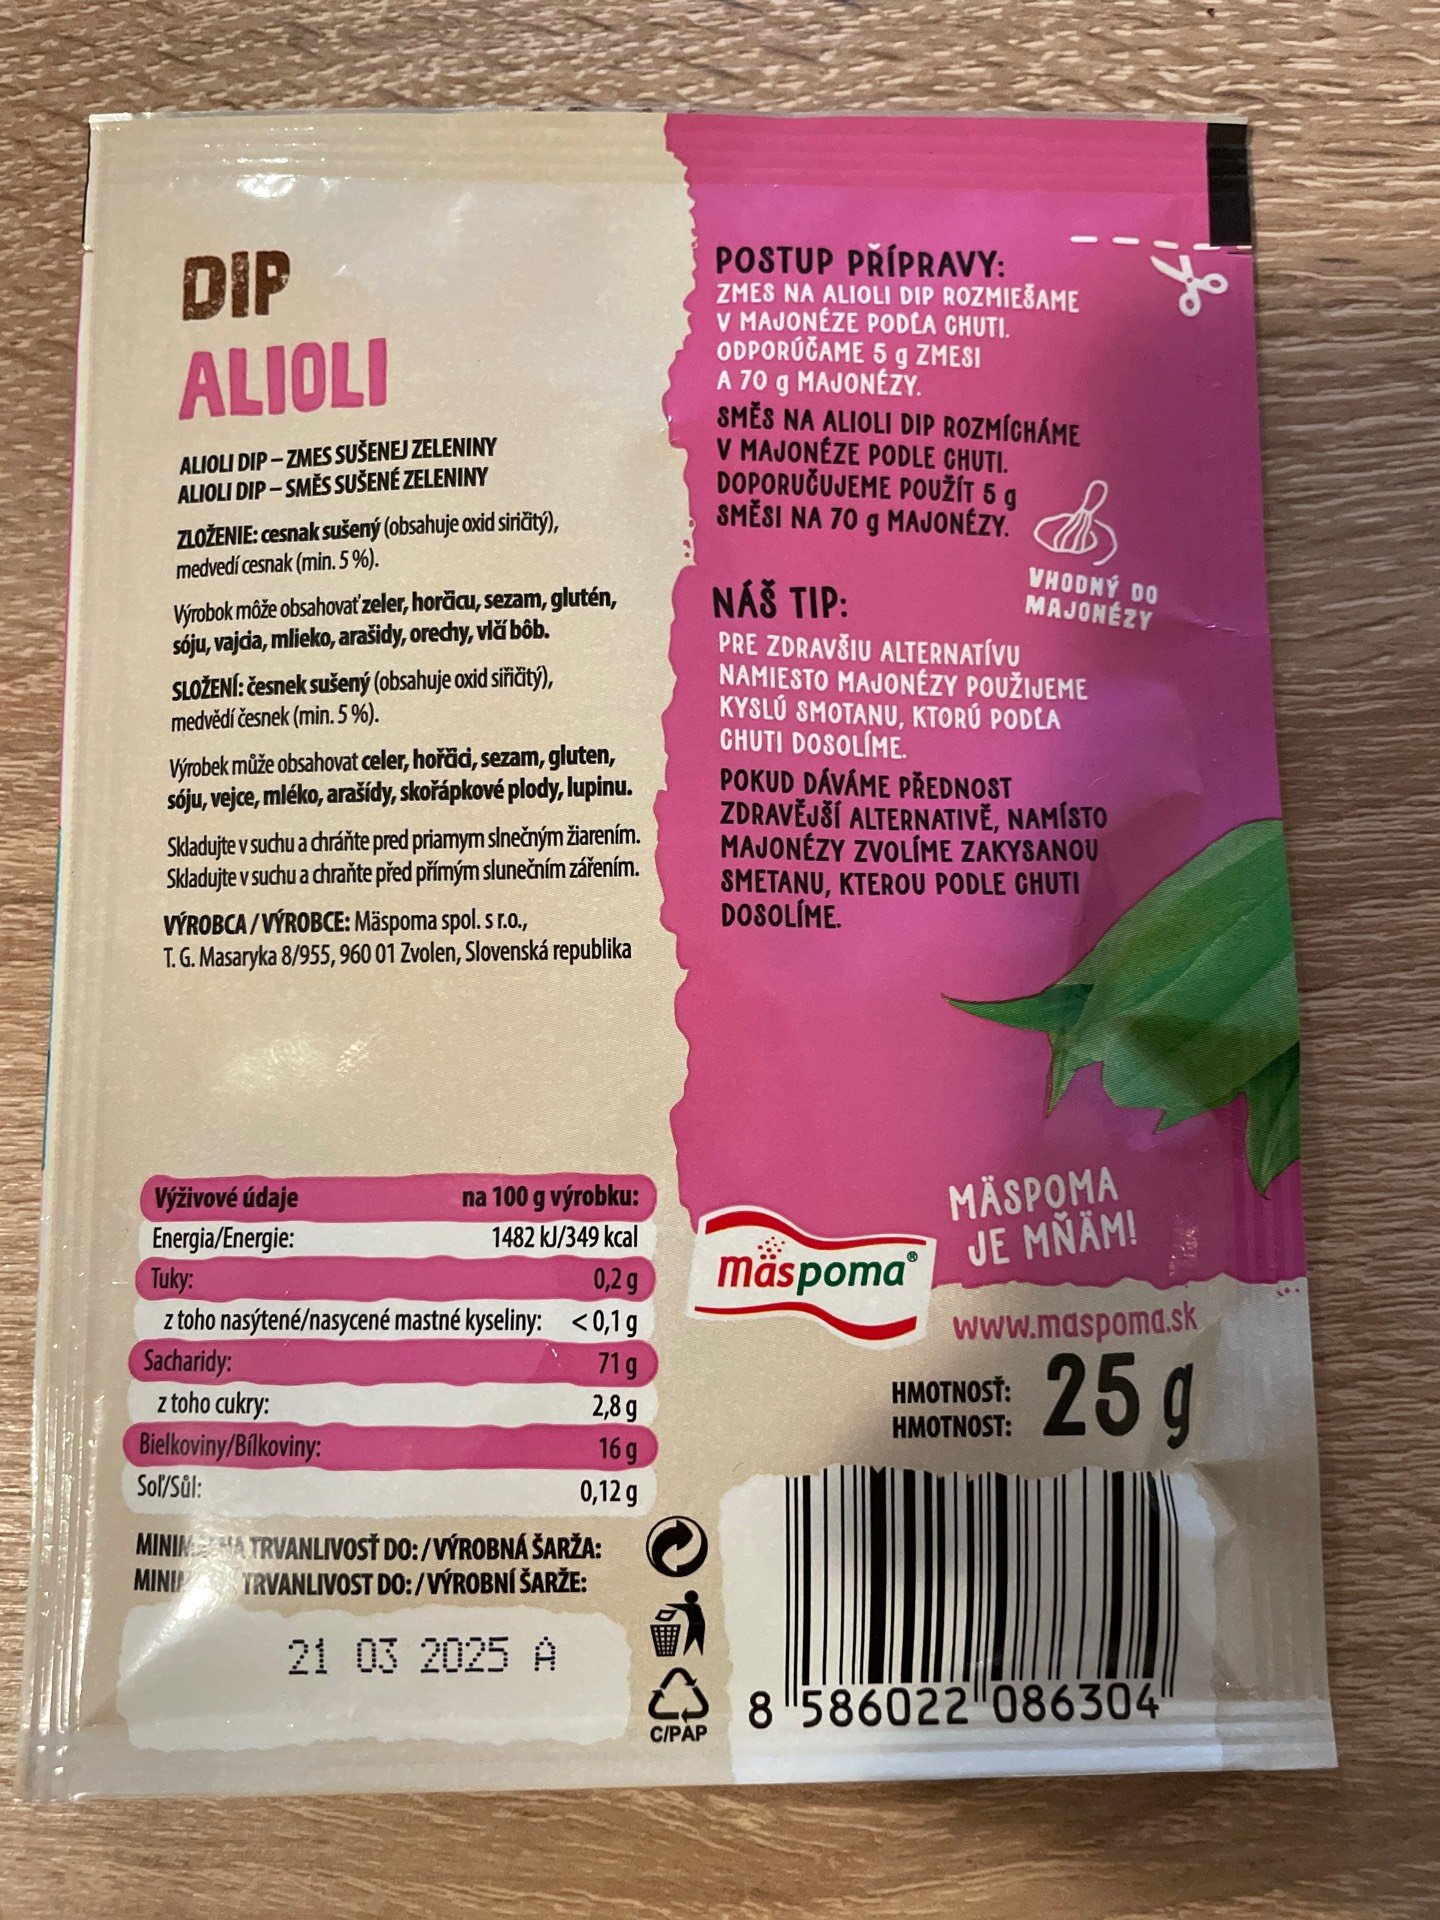 DIP
ALIOLI
ALIOLI DIP – ZMES SUŠENEJ ZELENINY
ALIOLI DIP – SMĚS SUŠENÉ ZELENINY
ZLOŽENIE: cesnak sušený (obsahuje oxid siričitý),
medvedí cesnak (min. 5 %).
Výrobok môže obsahovať zeler, horčicu, sezam, glutén,
sóju, vajcia, mlieko, arašidy, orechy, vlčí bôb.
SLOŽENÍ: česnek sušený (obsahuje oxid siřičitý),
medvědí česnek (min. 5 %).
Výrobek může obsahovat celer, hořčici, sezam, gluten,
sóju, vejce, mléko, arašídy, skořápkové plody, lupinu.
Skladujte v suchu a chráňte pred priamym slnečným žiarením.
Skladujte v suchu a chraňte před přímým slunečním zářením.
VÝROBCA / VÝROBCE: Mäspoma spol. s r.o.,
T. G. Masaryka 8/955, 960 01 Zvolen, Slovenská republika
Výživové údaje na 100 g výrobku:
Energia/Energie: 1482 kJ/349 kcal
Tuky: 0,2 g
z toho nasýtené/nasycené mastné kyseliny: < 0,1 g
Sacharidy: 71 g
z toho cukry: 2,8 g
Bielkoviny/Bílkoviny: 16 g
Soľ/Sůl: 0,12 g
TRVANLIVOSŤ DO: / VÝROBNÁ ŠARŽA:
TRVANLIVOST DO: / VÝROBNÍ ŠARŽE:
21 03 2025 A
POSTUP PŘÍPRAVY:
ZMES NA ALIOLI DIP ROZMIEŠAME
V MAJONÉZE PODĽA CHUTI.
ODPORÚČAME 5 g ZMESI
A 70 g MAJONÉZY.
SMĚS NA ALIOLI DIP ROZMÍCHÁME
V MAJONÉZE PODLE CHUTI.
DOPORUČUJEME POUŽÍT 5 g
SMĚSI NA 70 g MAJONÉZY.
VHODNÝ DO
MAJONÉZY
NÁŠ TIP:
PRE ZDRAVŠIU ALTERNATÍVU
NAMIESTO MAJONÉZY POUŽIJEME
KYSLÚ SMOTANU, KTORÚ PODĽA
CHUTI DOSOLÍME.
POKUD DÁVÁME PŘEDNOST
ZDRAVĚJŠÍ ALTERNATIVĚ, NAMÍSTO
MAJONÉZY ZVOLÍME ZAKYSANOU
SMETANU, KTEROU PODLE CHUTI
DOSOLÍME.
MÄSPOMA
JE MŇÄM!
mäspoma®
www.maspoma.sk
HMOTNOSŤ: 25 g
HMOTNOST:
C/PAP
8 586022 086304